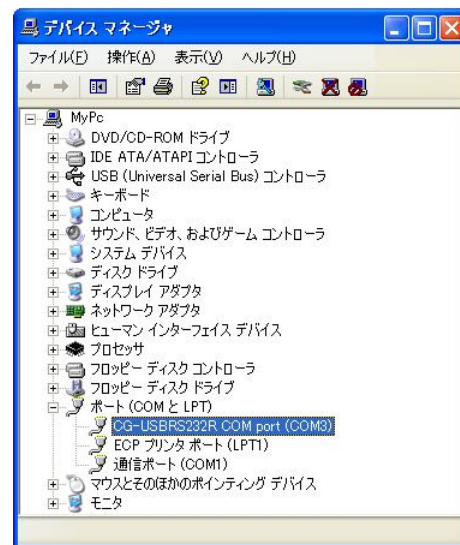 デバイス マネージャ
ファイル(F) 操作(A) 表示(V) ヘルプ(H)
MyPc
DVD/CD-ROM ドライブ
IDE ATA/ATAPI コントローラ
USB (Universal Serial Bus) コントローラ
キーボード
コンピュータ
サウンド、ビデオ、およびゲーム コントローラ
システム デバイス
ディスク ドライブ
ディスプレイ アダプタ
ネットワーク アダプタ
ヒューマン インターフェイス デバイス
プロセッサ
フロッピー ディスク コントローラ
フロッピー ディスク ドライブ
ポート (COM と LPT)
CG-USBRS232R COM port (COM3)
ECP プリンタ ポート (LPT1)
通信ポート (COM1)
マウスとそのほかのポインティング デバイス
モニタ